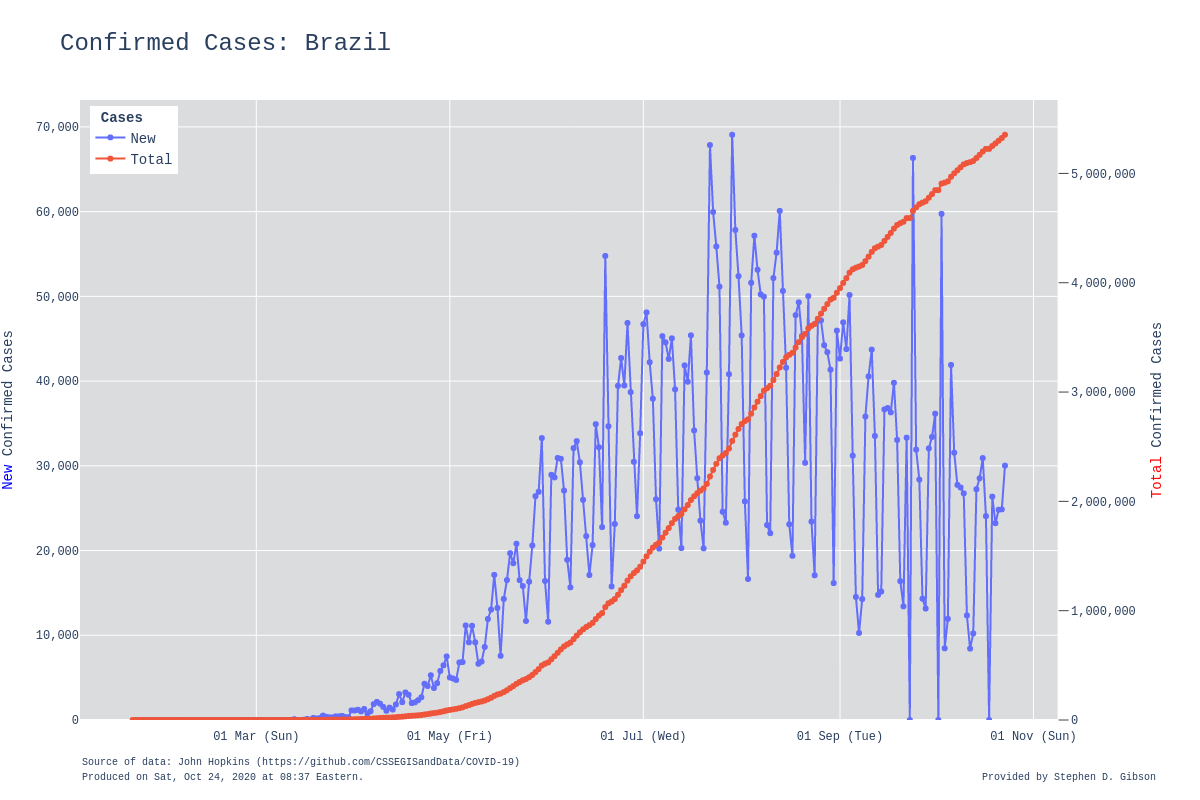 Confirmed Cases: Brazil
Cases
New
Total
70,000
60,000
50,000
40,000
30,000
20,000
10,000
0
5,000,000
4,000,000
3,000,000
2,000,000
1,000,000
0
New Confirmed Cases
Total Confirmed Cases
01 Mar (Sun)
01 May (Fri)
01 Jul (Wed)
01 Sep (Tue)
01 Nov (Sun)
Source of data: John Hopkins (https://github.com/CSSEGISandData/COVID-19)
Produced on Sat, Oct 24, 2020 at 08:37 Eastern.
Provided by Stephen D. Gibson